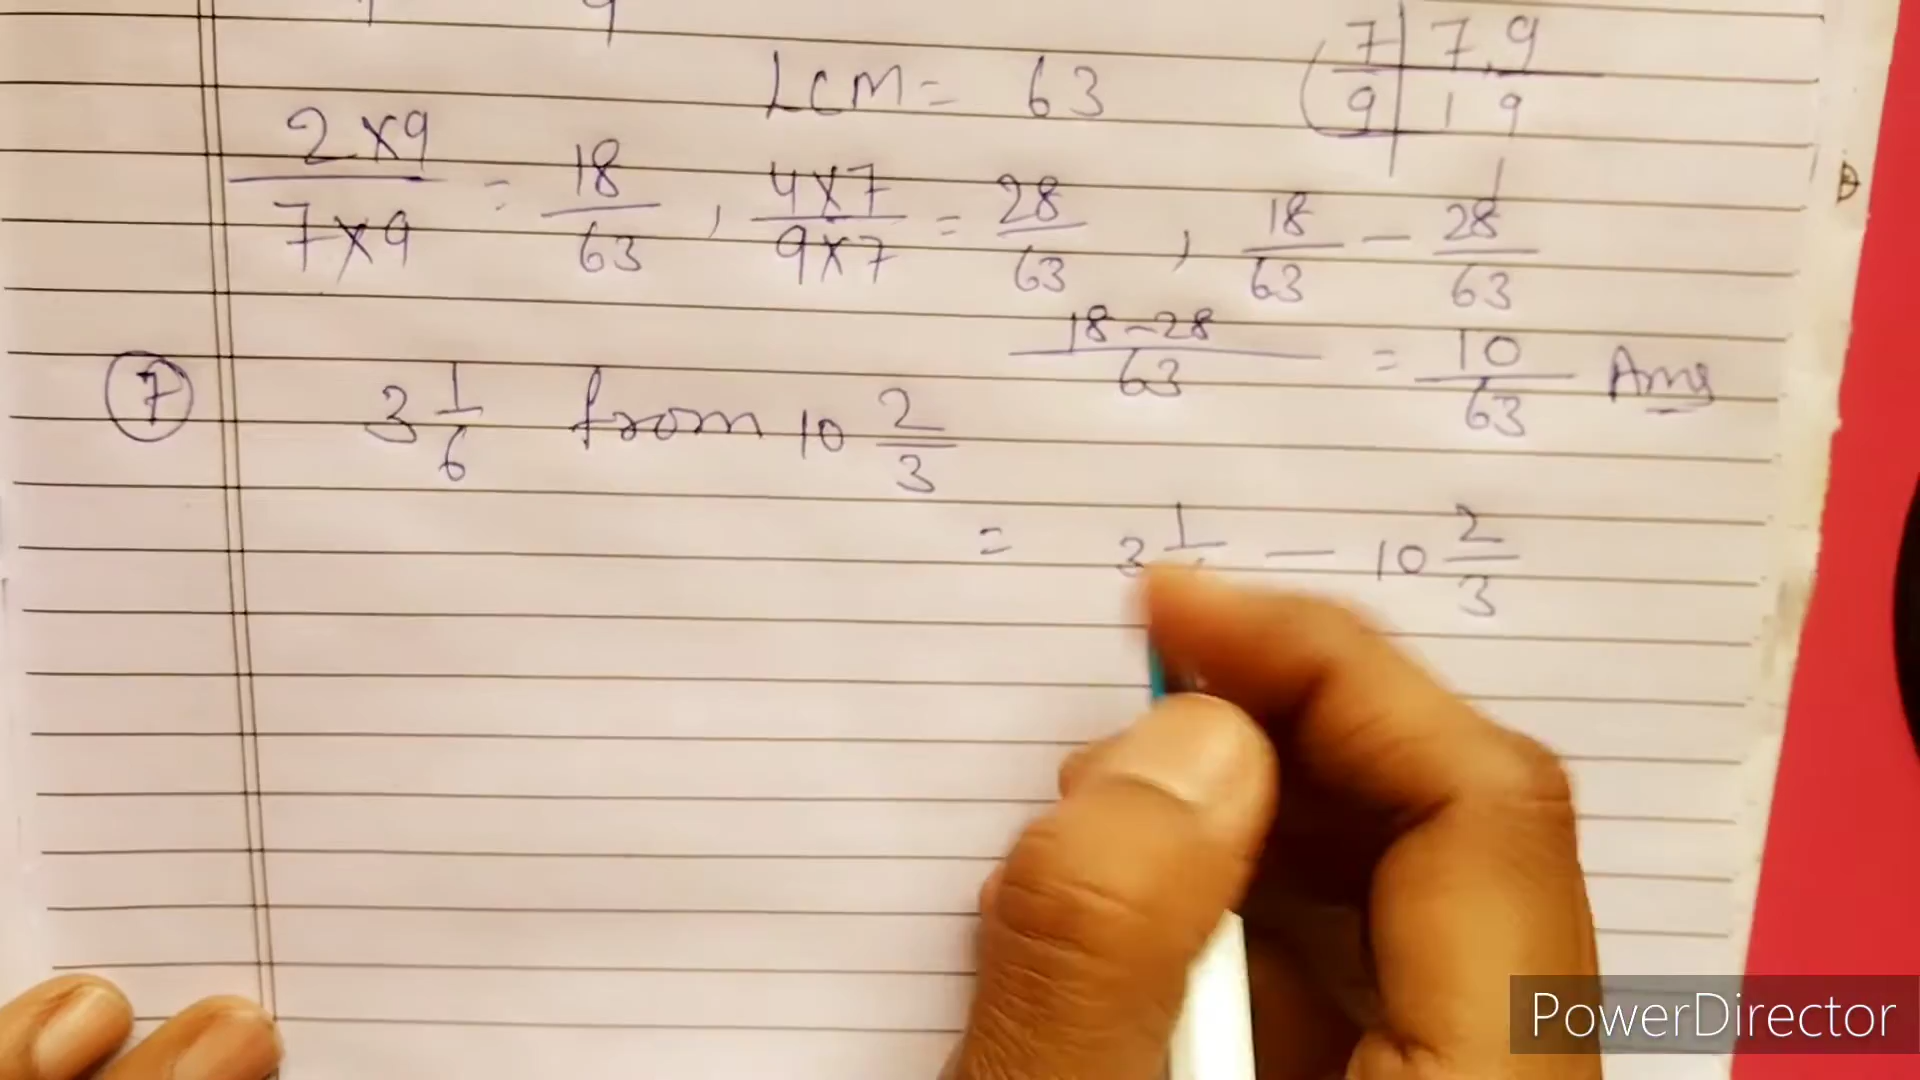 LCM = 63
7 | 7, 9
9 | 1 9
2×9/7×9 = 18/63 , 4×7/9×7 = 28/63 , 18/63 − 28/63
18−28/63 = 10/63 Ans
7 3 1/6 from 10 2/3
= 3 1/ − 10 2/3
PowerDirector